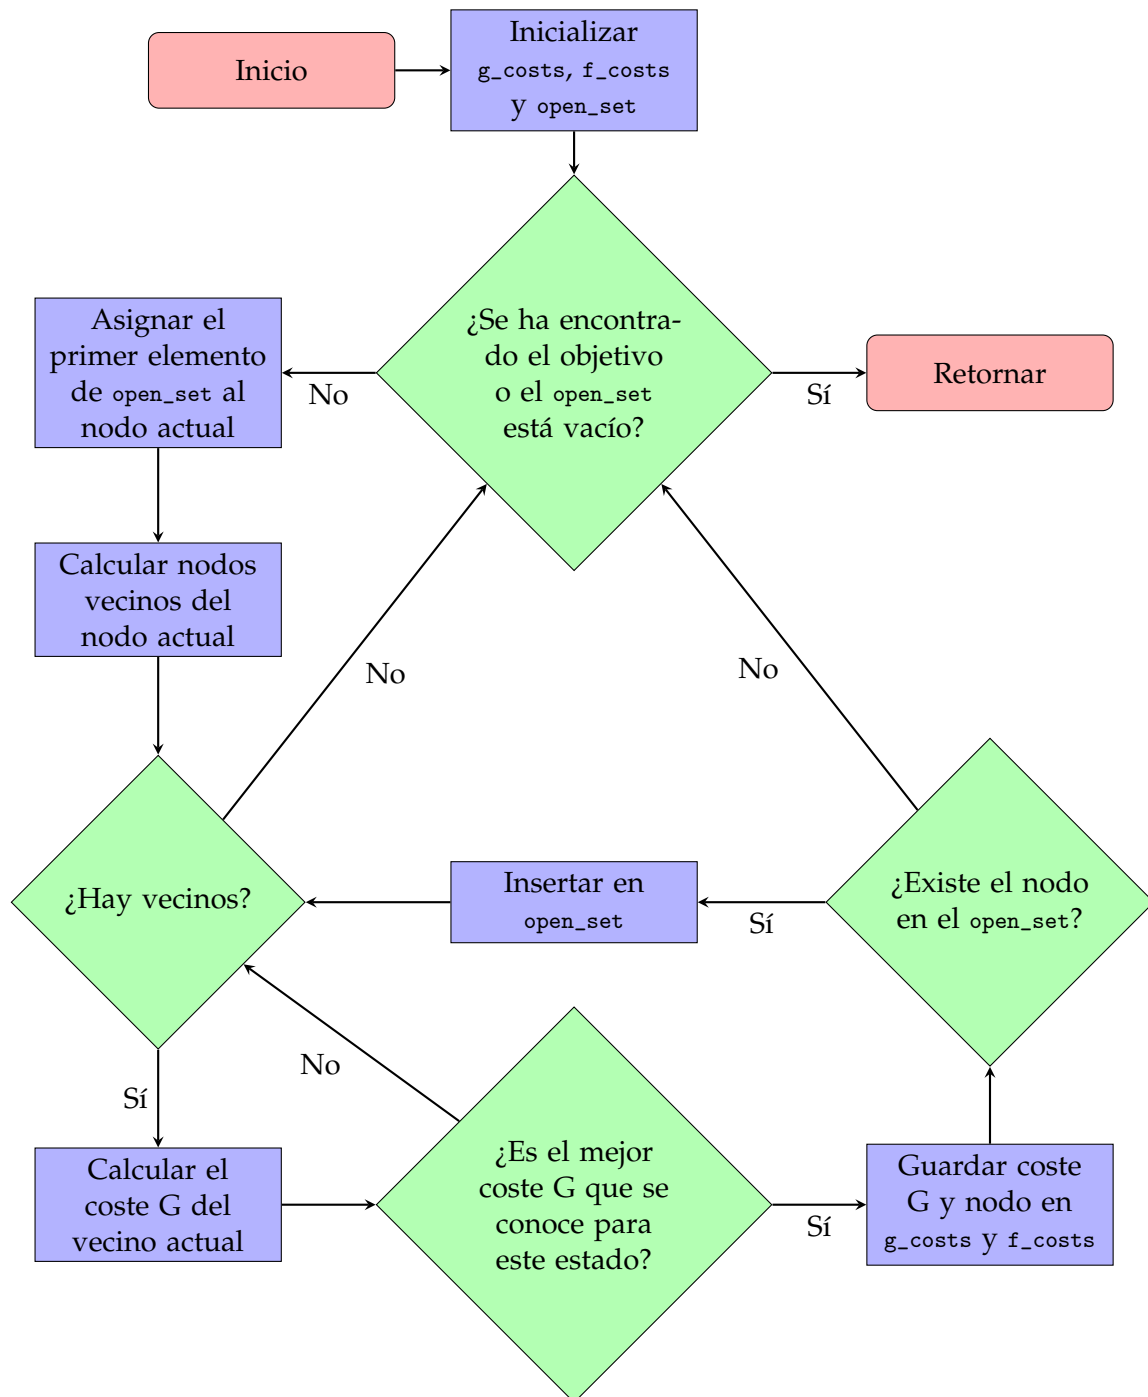 Inicio
Inicializar
g_costs, f_costs
y open_set
¿Se ha encontra-
do el objetivo
o el open_set
está vacío?
No
Sí
Asignar el
primer elemento
de open_set al
nodo actual
Retornar
Calcular nodos
vecinos del
nodo actual
No
No
¿Hay vecinos?
Insertar en
open_set
Sí
¿Existe el nodo
en el open_set?
No
Sí
Calcular el
coste G del
vecino actual
¿Es el mejor
coste G que se
conoce para
este estado?
Sí
Guardar coste
G y nodo en
g_costs y f_costs